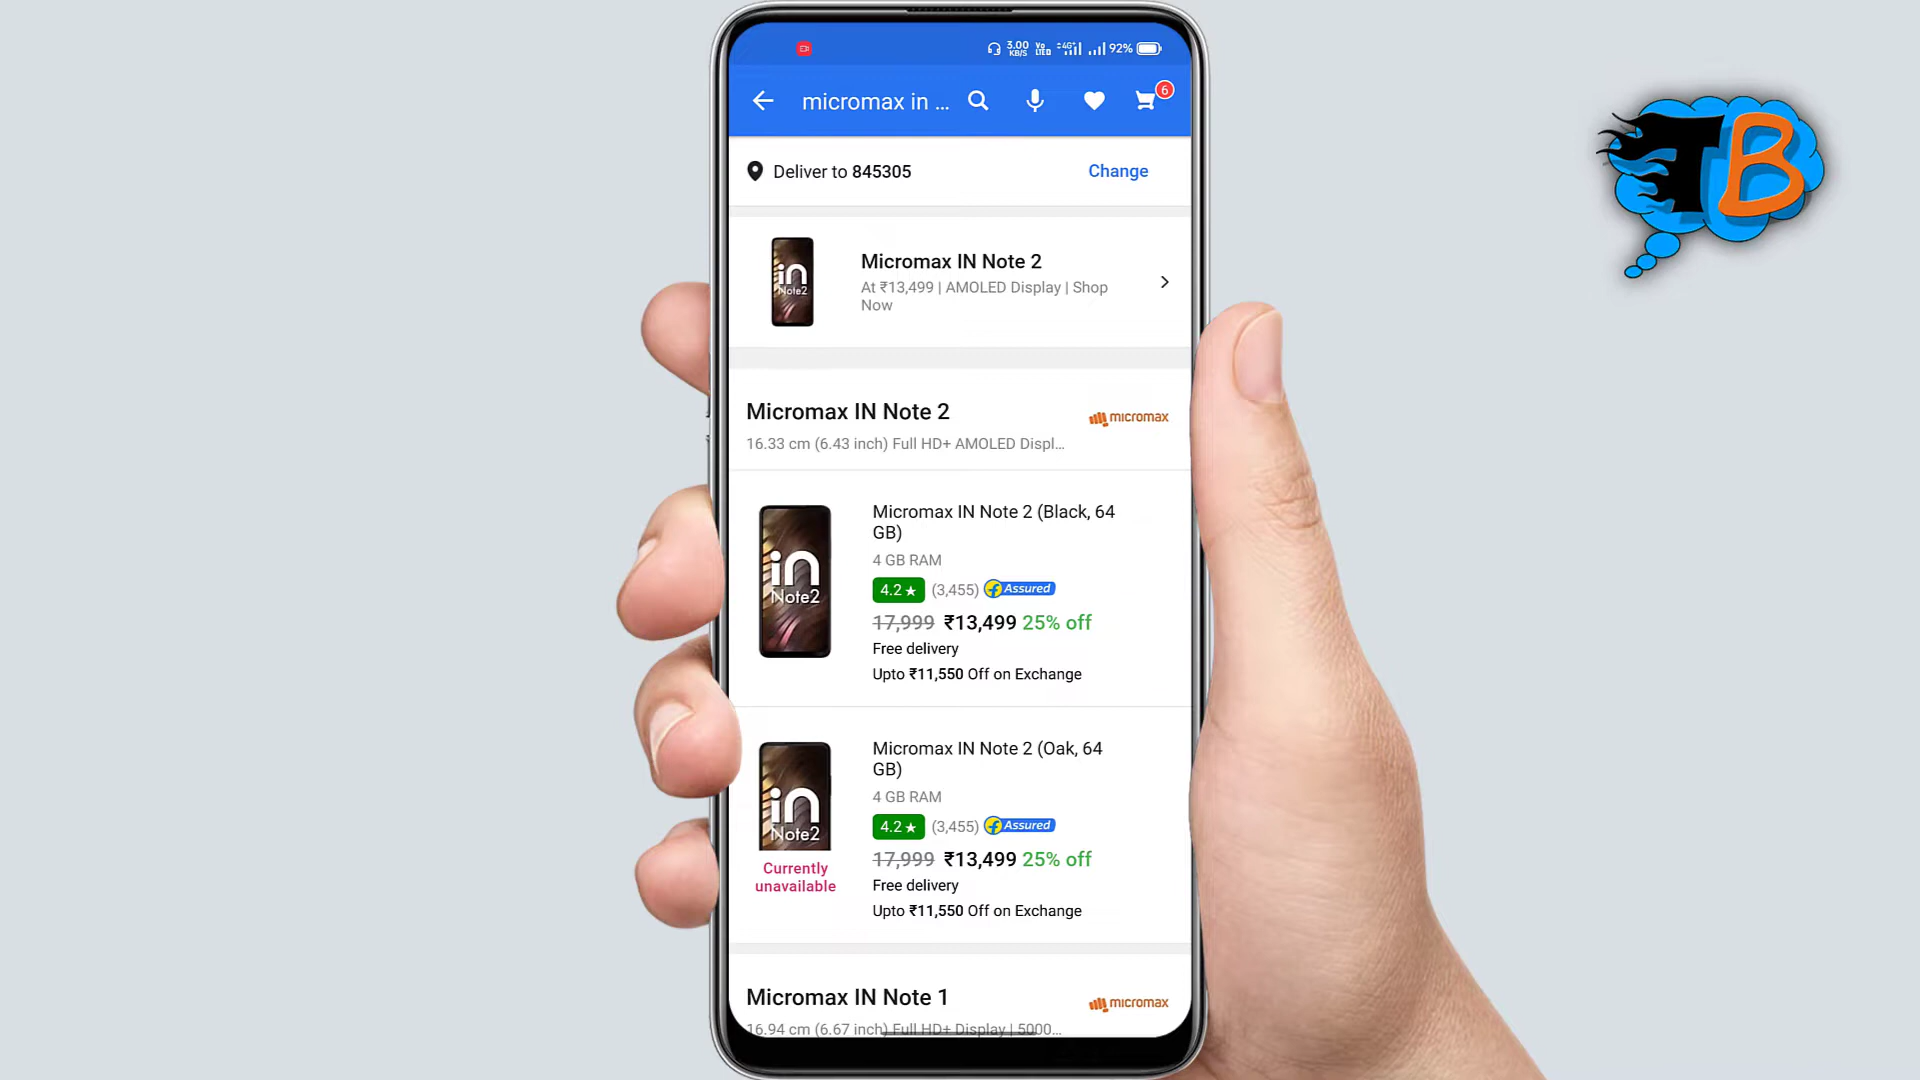 3.00
KB/S
Vo
LTE
4G+
92%
micromax in ...
6
Deliver to 845305
Change
TB
in
Note2
Micromax IN Note 2
At ₹13,499 | AMOLED Display | Shop
Now
Micromax IN Note 2
micromax
16.33 cm (6.43 inch) Full HD+ AMOLED Displ...
in
Note2
Micromax IN Note 2 (Black, 64
GB)
4 GB RAM
4.2★ (3,455) f Assured
17,999 ₹13,499 25% off
Free delivery
Upto ₹11,550 Off on Exchange
in
Note2
Currently
unavailable
Micromax IN Note 2 (Oak, 64
GB)
4 GB RAM
4.2★ (3,455) f Assured
17,999 ₹13,499 25% off
Free delivery
Upto ₹11,550 Off on Exchange
Micromax IN Note 1
micromax
16.94 cm (6.67 inch) Full HD+ Display | 5000...